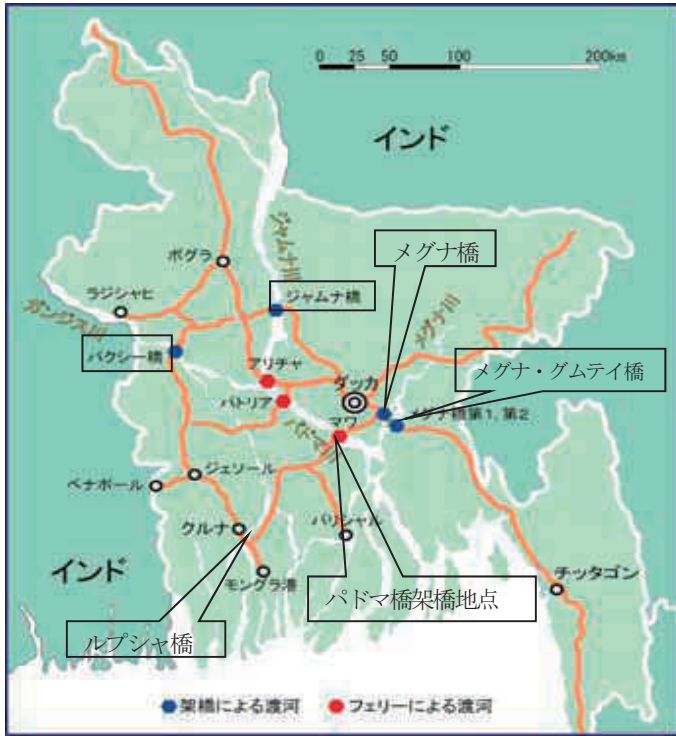 0 25 50 100 200km
インド
ジャムナ川
メグナ橋
ボグラ
メグナ川
ラジシャヒ
ジャムナ橋
ガンジス川
パクシー橋
メグナ・グムテイ橋
アリチャ
ダッカ
パトリア
メグナ橋第1,第2
マワ
パドマ川
ジェソール
ベナポール
クルナ
バリシャル
インド
モングラ港
パドマ橋架橋地点
チッタゴン
ルプシャ橋
架橋による渡河
フェリーによる渡河